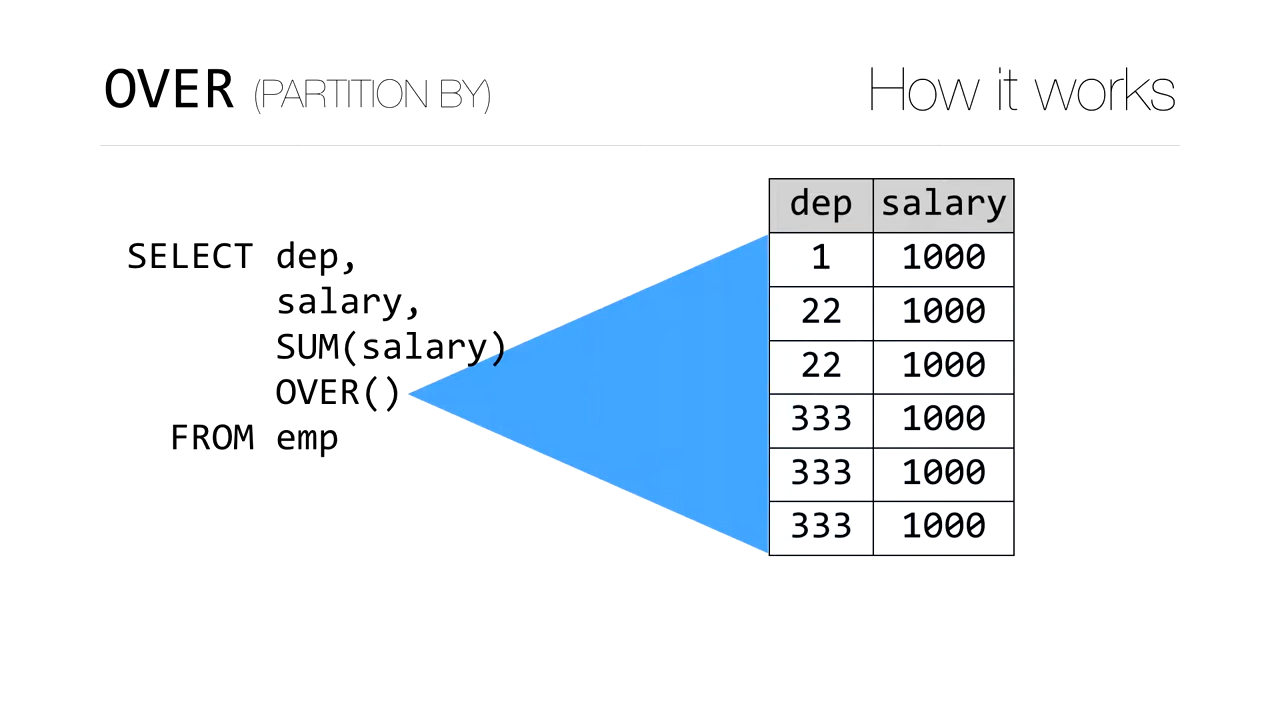 OVER (PARTITION BY)
How it works
SELECT dep,
salary,
SUM(salary)
OVER()
FROM emp
dep salary
1 1000
22 1000
22 1000
333 1000
333 1000
333 1000